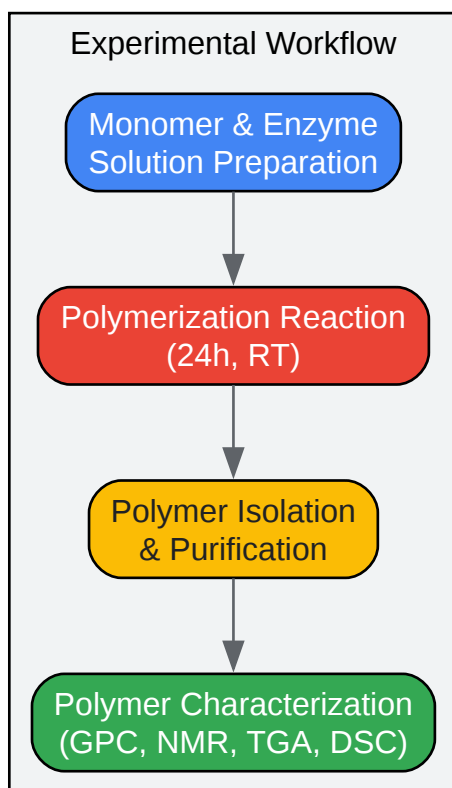 Experimental Workflow
Monomer & Enzyme
Solution Preparation
Polymerization Reaction
(24h, RT)
Polymer Isolation
& Purification
Polymer Characterization
(GPC, NMR, TGA, DSC)